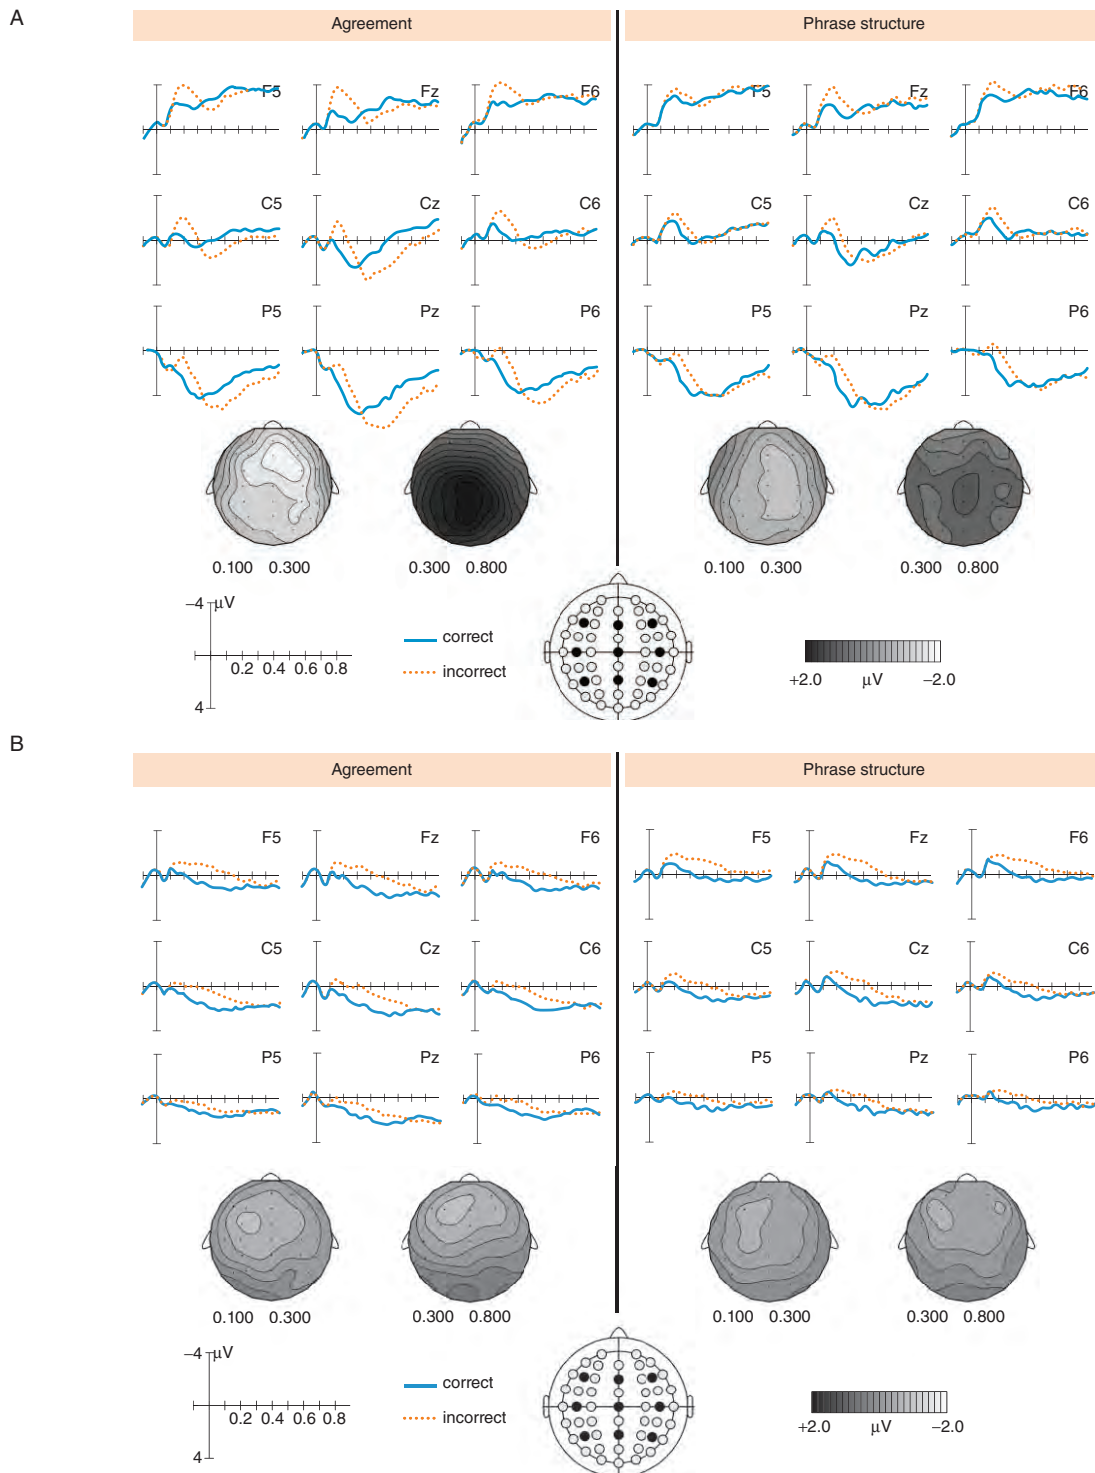 A
Agreement Phrase structure
F5 Fz F6 F5 Fz F6
C5 Cz C6 C5 Cz C6
P5 Pz P6 P5 Pz P6
0.100 0.300 0.300 0.800 0.100 0.300 0.300 0.800
−4 μV
correct
incorrect
0.2 0.4 0.6 0.8
+2.0 μV −2.0
4
B
Agreement Phrase structure
F5 Fz F6 F5 Fz F6
C5 Cz C6 C5 Cz C6
P5 Pz P6 P5 Pz P6
0.100 0.300 0.300 0.800 0.100 0.300 0.300 0.800
−4 μV
correct
incorrect
0.2 0.4 0.6 0.8
+2.0 μV −2.0
4